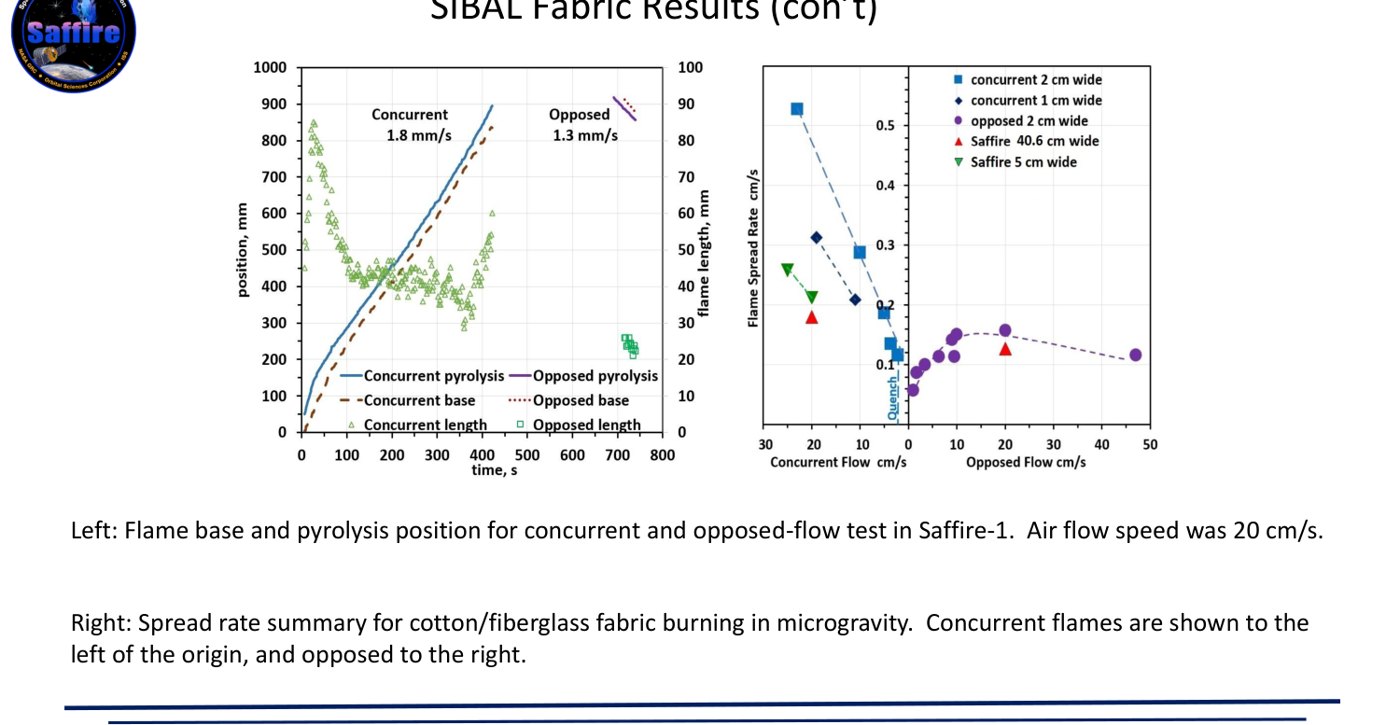 SIBAL Fabric Results (con't)
Saffire
NASA GRC ★ Orbital Sciences Corporation ★ ISS
1000
900
800
700
600
500
400
300
200
100
0
position, mm
100
90
80
70
60
50
40
30
20
10
0
flame length, mm
Concurrent
1.8 mm/s
Opposed
1.3 mm/s
Concurrent pyrolysis
Opposed pyrolysis
Concurrent base
Opposed base
Concurrent length
Opposed length
0 100 200 300 400 500 600 700 800
time, s
concurrent 2 cm wide
concurrent 1 cm wide
opposed 2 cm wide
Saffire 40.6 cm wide
Saffire 5 cm wide
Flame Spread Rate cm/s
0.5
0.4
0.3
0.2
0.1
Quench
30 20 10 0 10 20 30 40 50
Concurrent Flow cm/s
Opposed Flow cm/s
Left: Flame base and pyrolysis position for concurrent and opposed-flow test in Saffire-1. Air flow speed was 20 cm/s.
Right: Spread rate summary for cotton/fiberglass fabric burning in microgravity. Concurrent flames are shown to the
left of the origin, and opposed to the right.